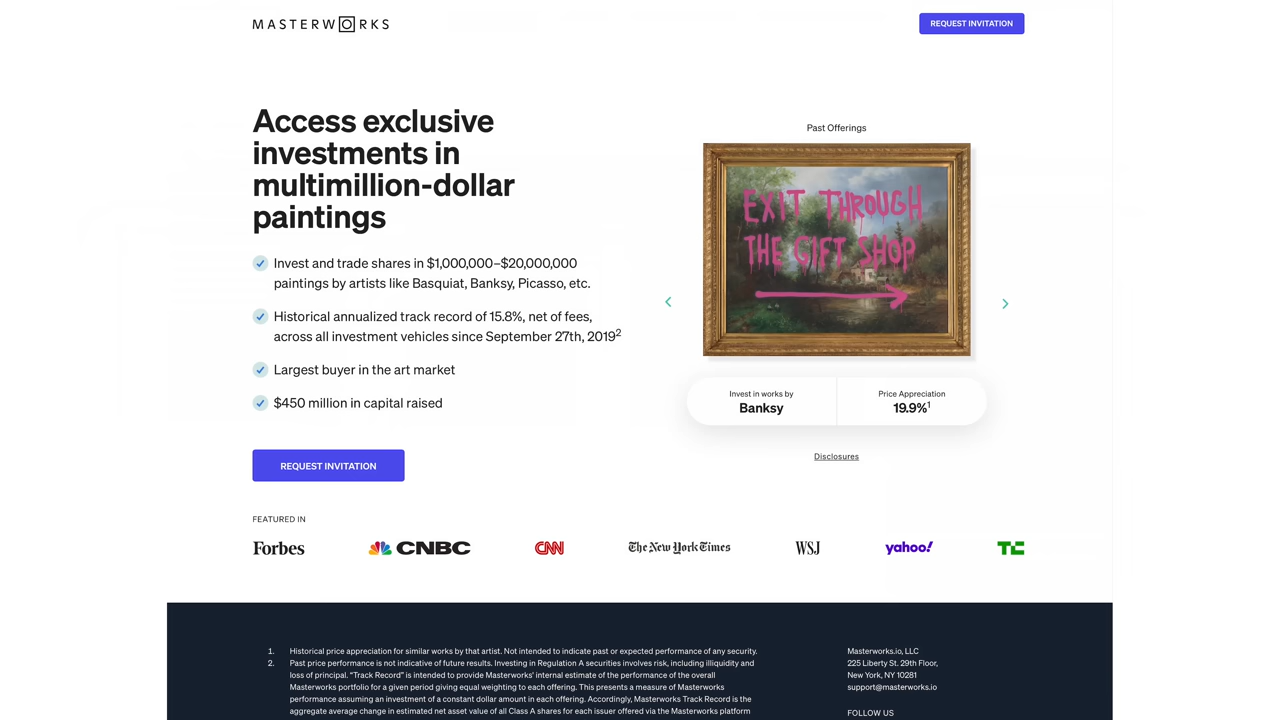 MASTERWORKS
REQUEST INVITATION
Access exclusive
investments in
multimillion-dollar
paintings
Invest and trade shares in $1,000,000–$20,000,000
paintings by artists like Basquiat, Banksy, Picasso, etc.
Historical annualized track record of 15.8%, net of fees,
across all investment vehicles since September 27th, 2019²
Largest buyer in the art market
$450 million in capital raised
REQUEST INVITATION
Past Offerings
EXIT THROUGH
THE GIFT SHOP
Invest in works by
Banksy
Price Appreciation
19.9%¹
Disclosures
FEATURED IN
Forbes
CNBC
CNN
The New York Times
WSJ
yahoo!
TC
1. Historical price appreciation for similar works by that artist. Not intended to indicate past or expected performance of any security.
2. Past price performance is not indicative of future results. Investing in Regulation A securities involves risk, including illiquidity and
loss of principal. “Track Record” is intended to provide Masterworks’ internal estimate of the performance of the overall
Masterworks portfolio for a given period giving equal weighting to each offering. This presents a measure of Masterworks
performance assuming an investment of a constant dollar amount in each offering. Accordingly, Masterworks Track Record is the
aggregate average change in estimated net asset value of all Class A shares for each issuer offered via the Masterworks platform
Masterworks.io, LLC
225 Liberty St. 29th Floor,
New York, NY 10281
support@masterworks.io
FOLLOW US